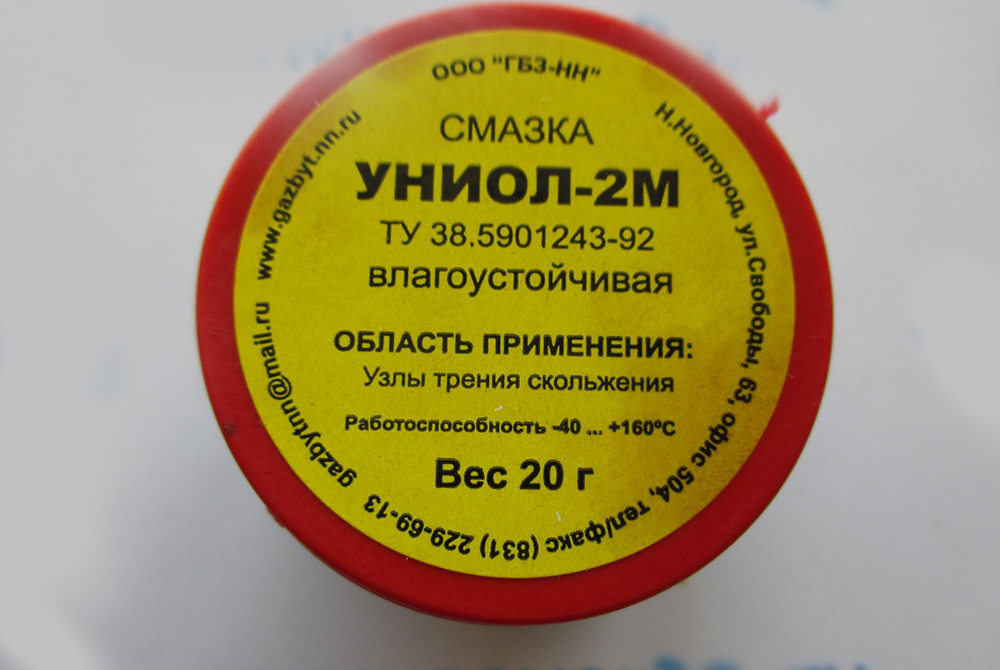 ООО "ГБЗ-НН"
Н.Новгород, ул.Свободы, 63, офис 504, тел/факс (831) 229-69-13
gazbytnn@mail.ru
www.gazbyt.nn.ru
СМАЗКА
УНИОЛ-2М
ТУ 38.5901243-92
влагоустойчивая
ОБЛАСТЬ ПРИМЕНЕНИЯ:
Узлы трения скольжения
Работоспособность -40 ... +160ºС
Вес 20 г